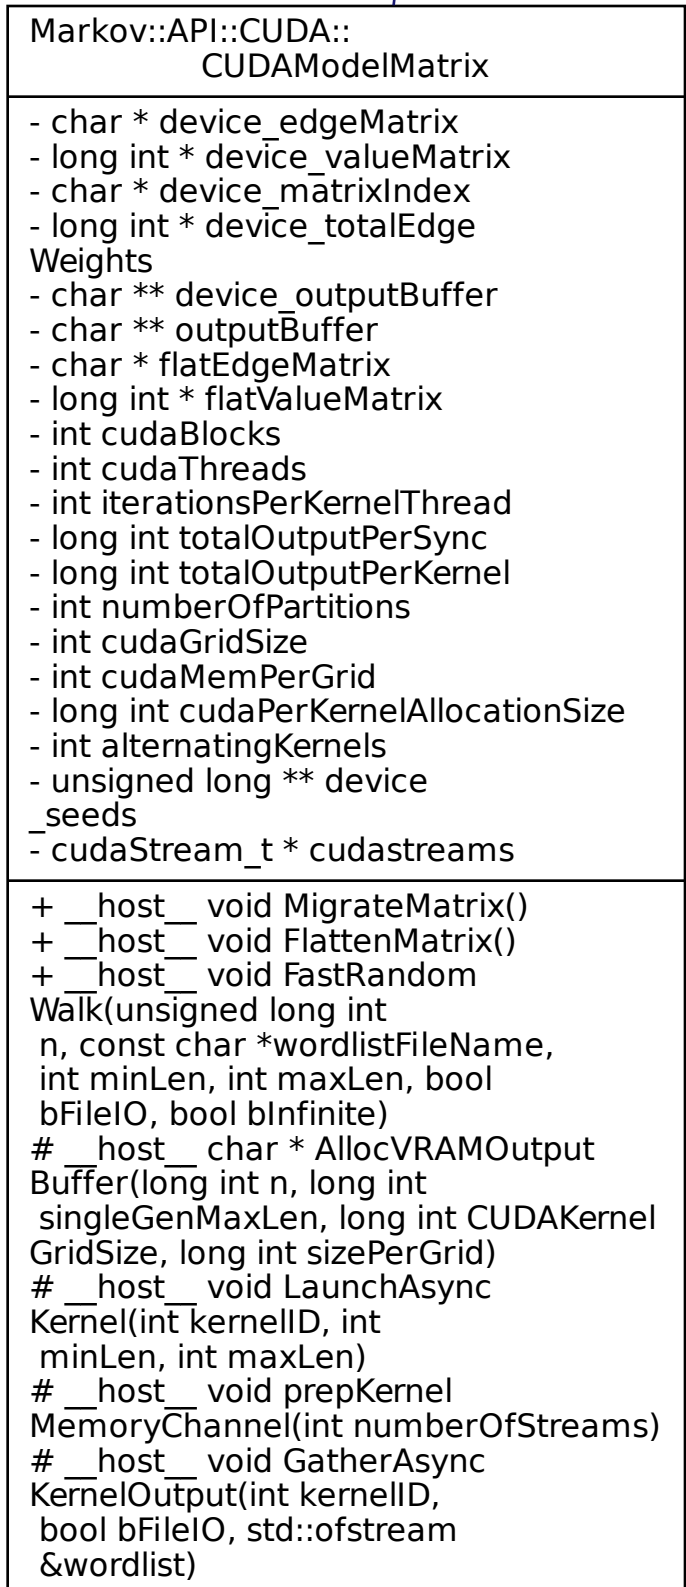 Markov::API::CUDA::
CUDAModelMatrix
- char * device_edgeMatrix
- long int * device_valueMatrix
- char * device_matrixIndex
- long int * device_totalEdge
Weights
- char ** device_outputBuffer
- char ** outputBuffer
- char * flatEdgeMatrix
- long int * flatValueMatrix
- int cudaBlocks
- int cudaThreads
- int iterationsPerKernelThread
- long int totalOutputPerSync
- long int totalOutputPerKernel
- int numberOfPartitions
- int cudaGridSize
- int cudaMemPerGrid
- long int cudaPerKernelAllocationSize
- int alternatingKernels
- unsigned long ** device
_seeds
- cudaStream_t * cudastreams
+ __host__ void MigrateMatrix()
+ __host__ void FlattenMatrix()
+ __host__ void FastRandom
Walk(unsigned long int
n, const char *wordlistFileName,
int minLen, int maxLen, bool
bFileIO, bool bInfinite)
# __host__ char * AllocVRAMOutput
Buffer(long int n, long int
singleGenMaxLen, long int CUDAKernel
GridSize, long int sizePerGrid)
# __host__ void LaunchAsync
Kernel(int kernelID, int
minLen, int maxLen)
# __host__ void prepKernel
MemoryChannel(int numberOfStreams)
# __host__ void GatherAsync
KernelOutput(int kernelID,
bool bFileIO, std::ofstream
&wordlist)